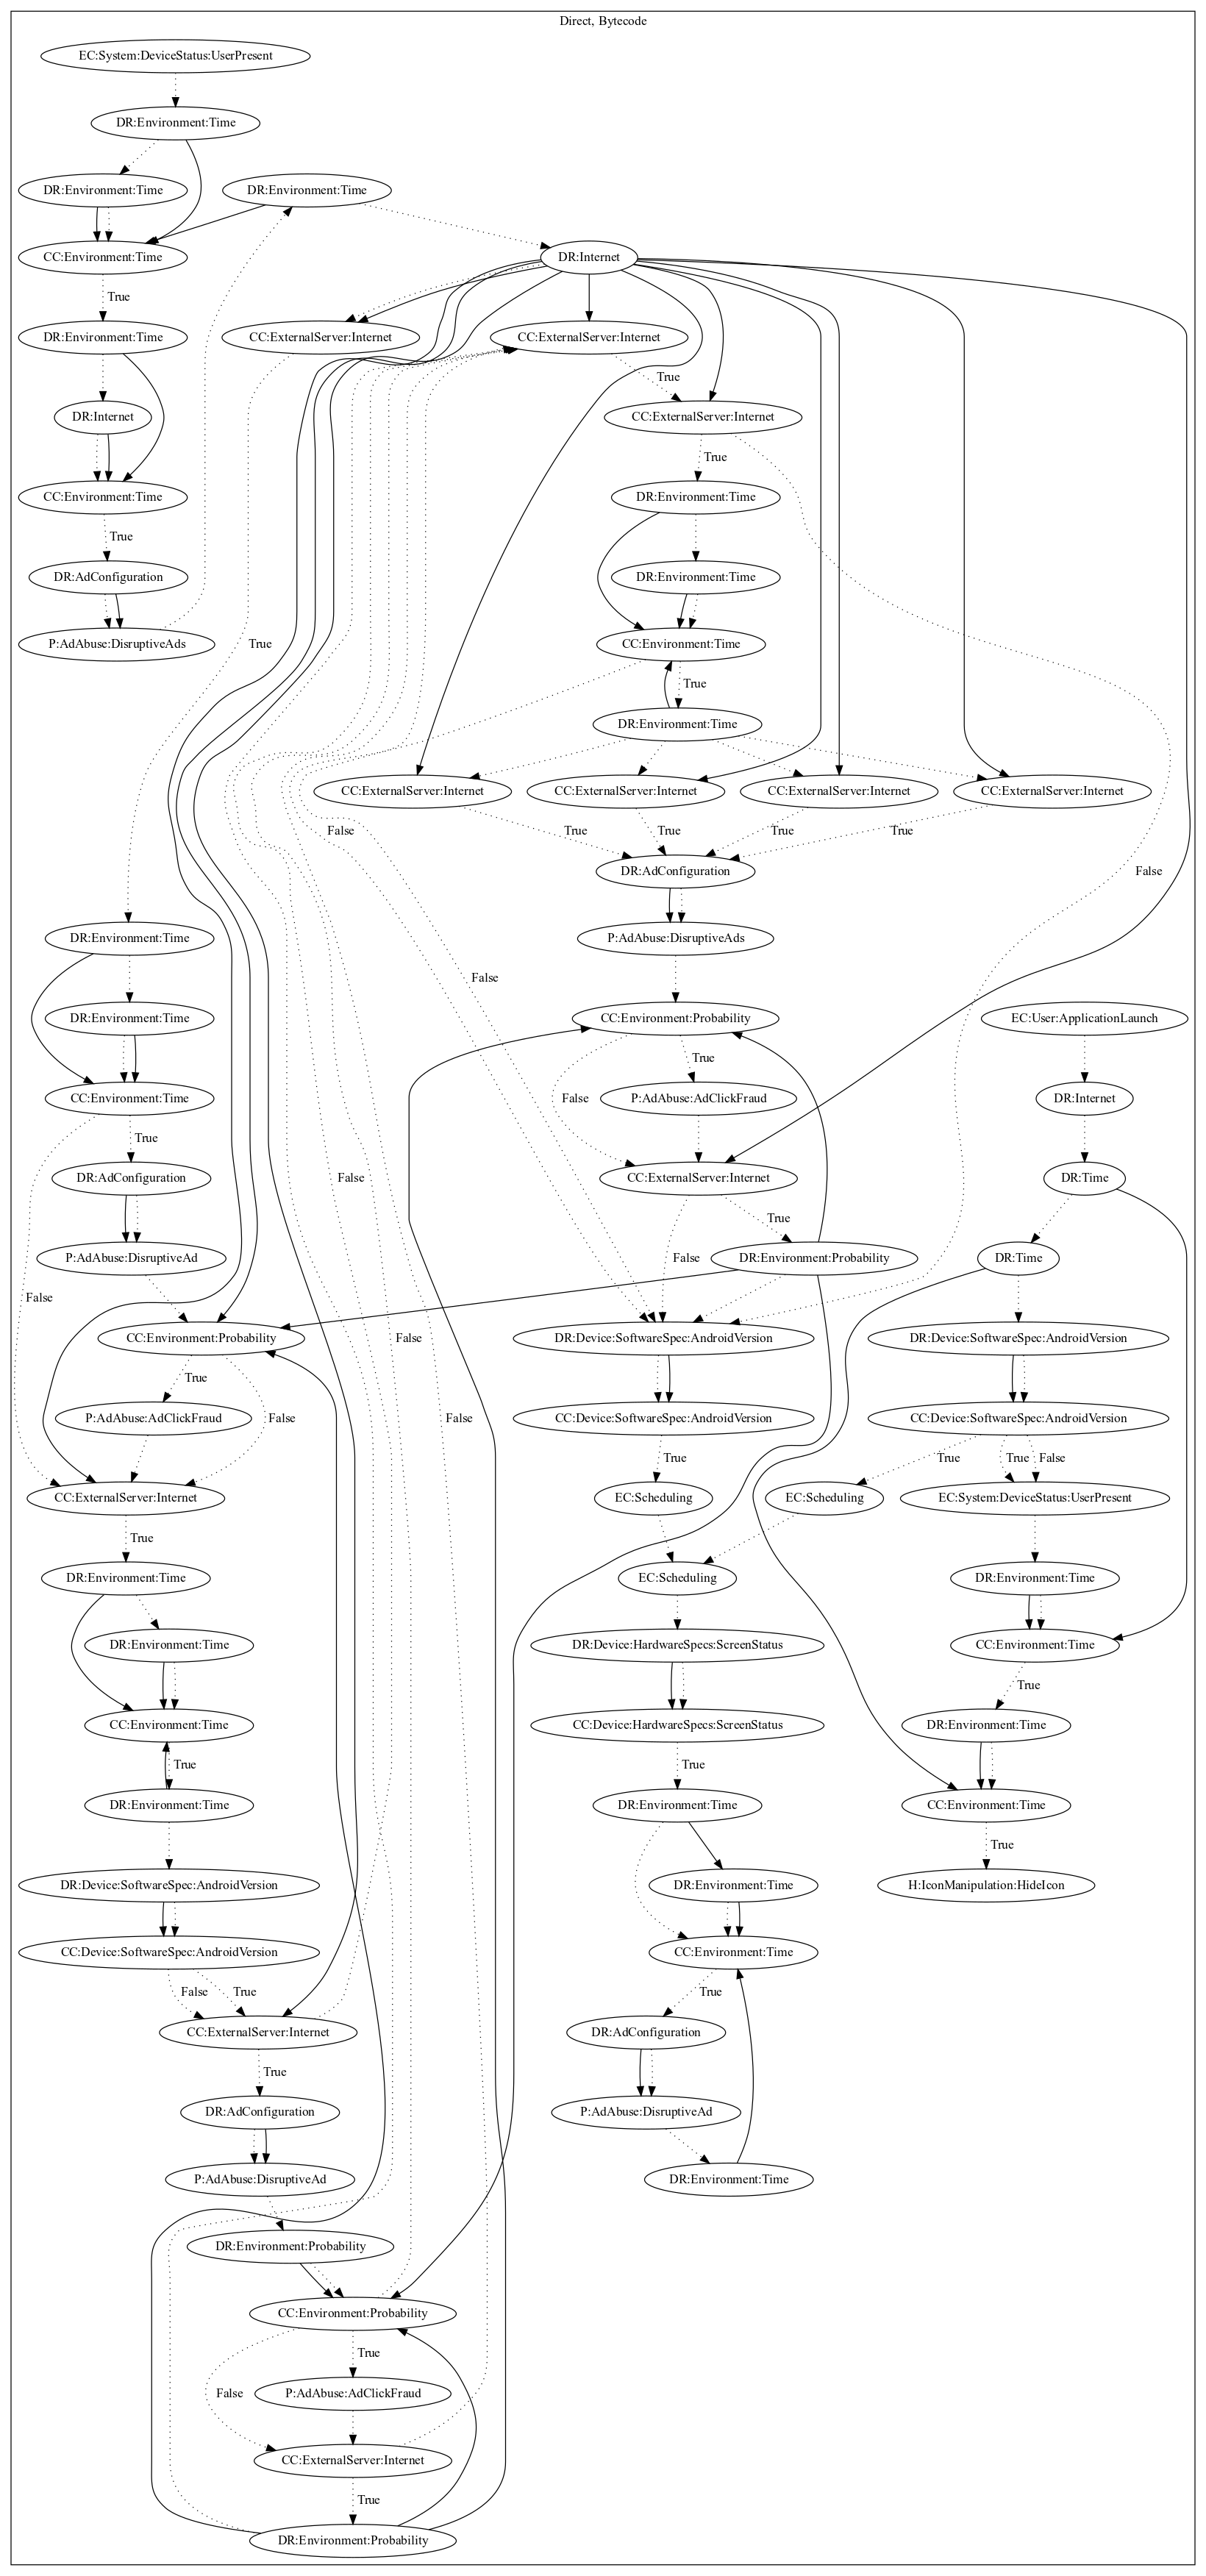 Direct, Bytecode
EC:System:DeviceStatus:UserPresent
DR:Environment:Time
DR:Environment:Time
DR:Environment:Time
CC:Environment:Time
DR:Internet
True
DR:Environment:Time
CC:ExternalServer:Internet
CC:ExternalServer:Internet
True
DR:Internet
CC:ExternalServer:Internet
True
CC:Environment:Time
DR:Environment:Time
True
DR:AdConfiguration
DR:Environment:Time
P:AdAbuse:DisruptiveAds
True
CC:Environment:Time
True
DR:Environment:Time
CC:ExternalServer:Internet
CC:ExternalServer:Internet
CC:ExternalServer:Internet
CC:ExternalServer:Internet
False
True
True
True
DR:AdConfiguration
False
DR:Environment:Time
P:AdAbuse:DisruptiveAds
False
DR:Environment:Time
CC:Environment:Probability
EC:User:ApplicationLaunch
True
CC:Environment:Time
False
P:AdAbuse:AdClickFraud
DR:Internet
True
DR:AdConfiguration
False
CC:ExternalServer:Internet
DR:Time
True
P:AdAbuse:DisruptiveAd
False
DR:Environment:Probability
DR:Time
False
CC:Environment:Probability
False
DR:Device:SoftwareSpec:AndroidVersion
DR:Device:SoftwareSpec:AndroidVersion
True
P:AdAbuse:AdClickFraud
False
False
CC:Device:SoftwareSpec:AndroidVersion
CC:Device:SoftwareSpec:AndroidVersion
True
True
True
False
CC:ExternalServer:Internet
EC:Scheduling
EC:Scheduling
EC:System:DeviceStatus:UserPresent
True
DR:Environment:Time
EC:Scheduling
DR:Environment:Time
DR:Environment:Time
DR:Device:HardwareSpecs:ScreenStatus
CC:Environment:Time
True
CC:Environment:Time
CC:Device:HardwareSpecs:ScreenStatus
DR:Environment:Time
True
True
DR:Environment:Time
DR:Environment:Time
CC:Environment:Time
True
DR:Device:SoftwareSpec:AndroidVersion
DR:Environment:Time
H:IconManipulation:HideIcon
CC:Device:SoftwareSpec:AndroidVersion
CC:Environment:Time
False
True
True
CC:ExternalServer:Internet
DR:AdConfiguration
True
DR:AdConfiguration
P:AdAbuse:DisruptiveAd
P:AdAbuse:DisruptiveAd
DR:Environment:Time
DR:Environment:Probability
CC:Environment:Probability
True
False
P:AdAbuse:AdClickFraud
CC:ExternalServer:Internet
True
DR:Environment:Probability